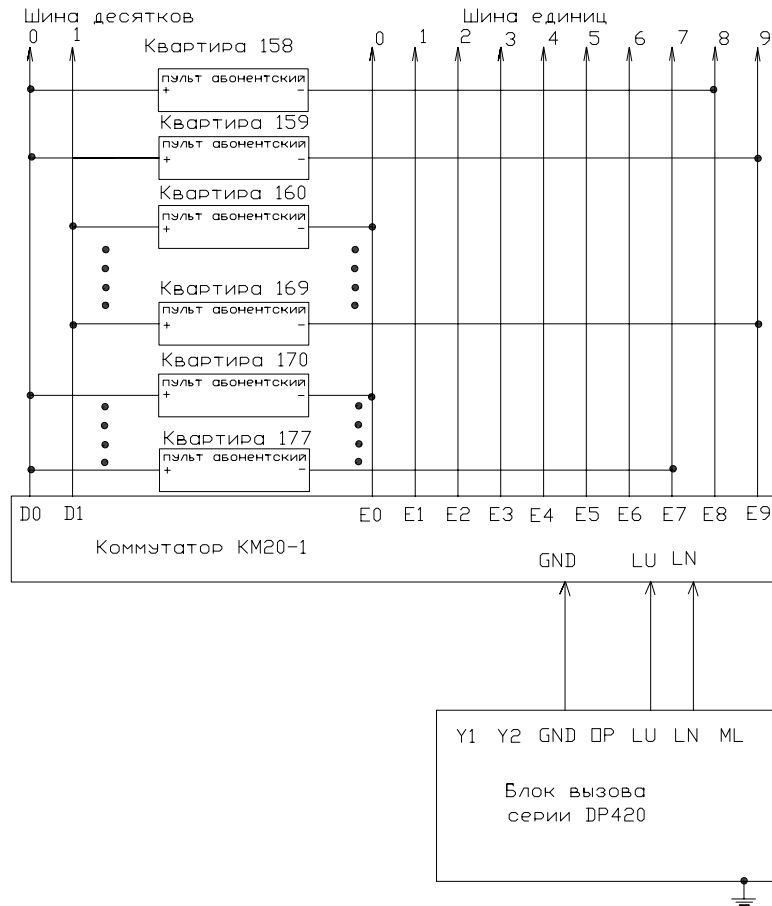 Шина десятков Шина единиц
0 1 0 1 2 3 4 5 6 7 8 9
Квартира 158
пульт абонентский
+ −
Квартира 159
пульт абонентский
+ −
Квартира 160
пульт абонентский
+ −
Квартира 169
пульт абонентский
+ −
Квартира 170
пульт абонентский
+ −
Квартира 177
пульт абонентский
+ −
D0 D1 E0 E1 E2 E3 E4 E5 E6 E7 E8 E9
Коммутатор КМ20-1
GND LU LN
Y1 Y2 GND OP LU LN ML
Блок вызова
серии DP420